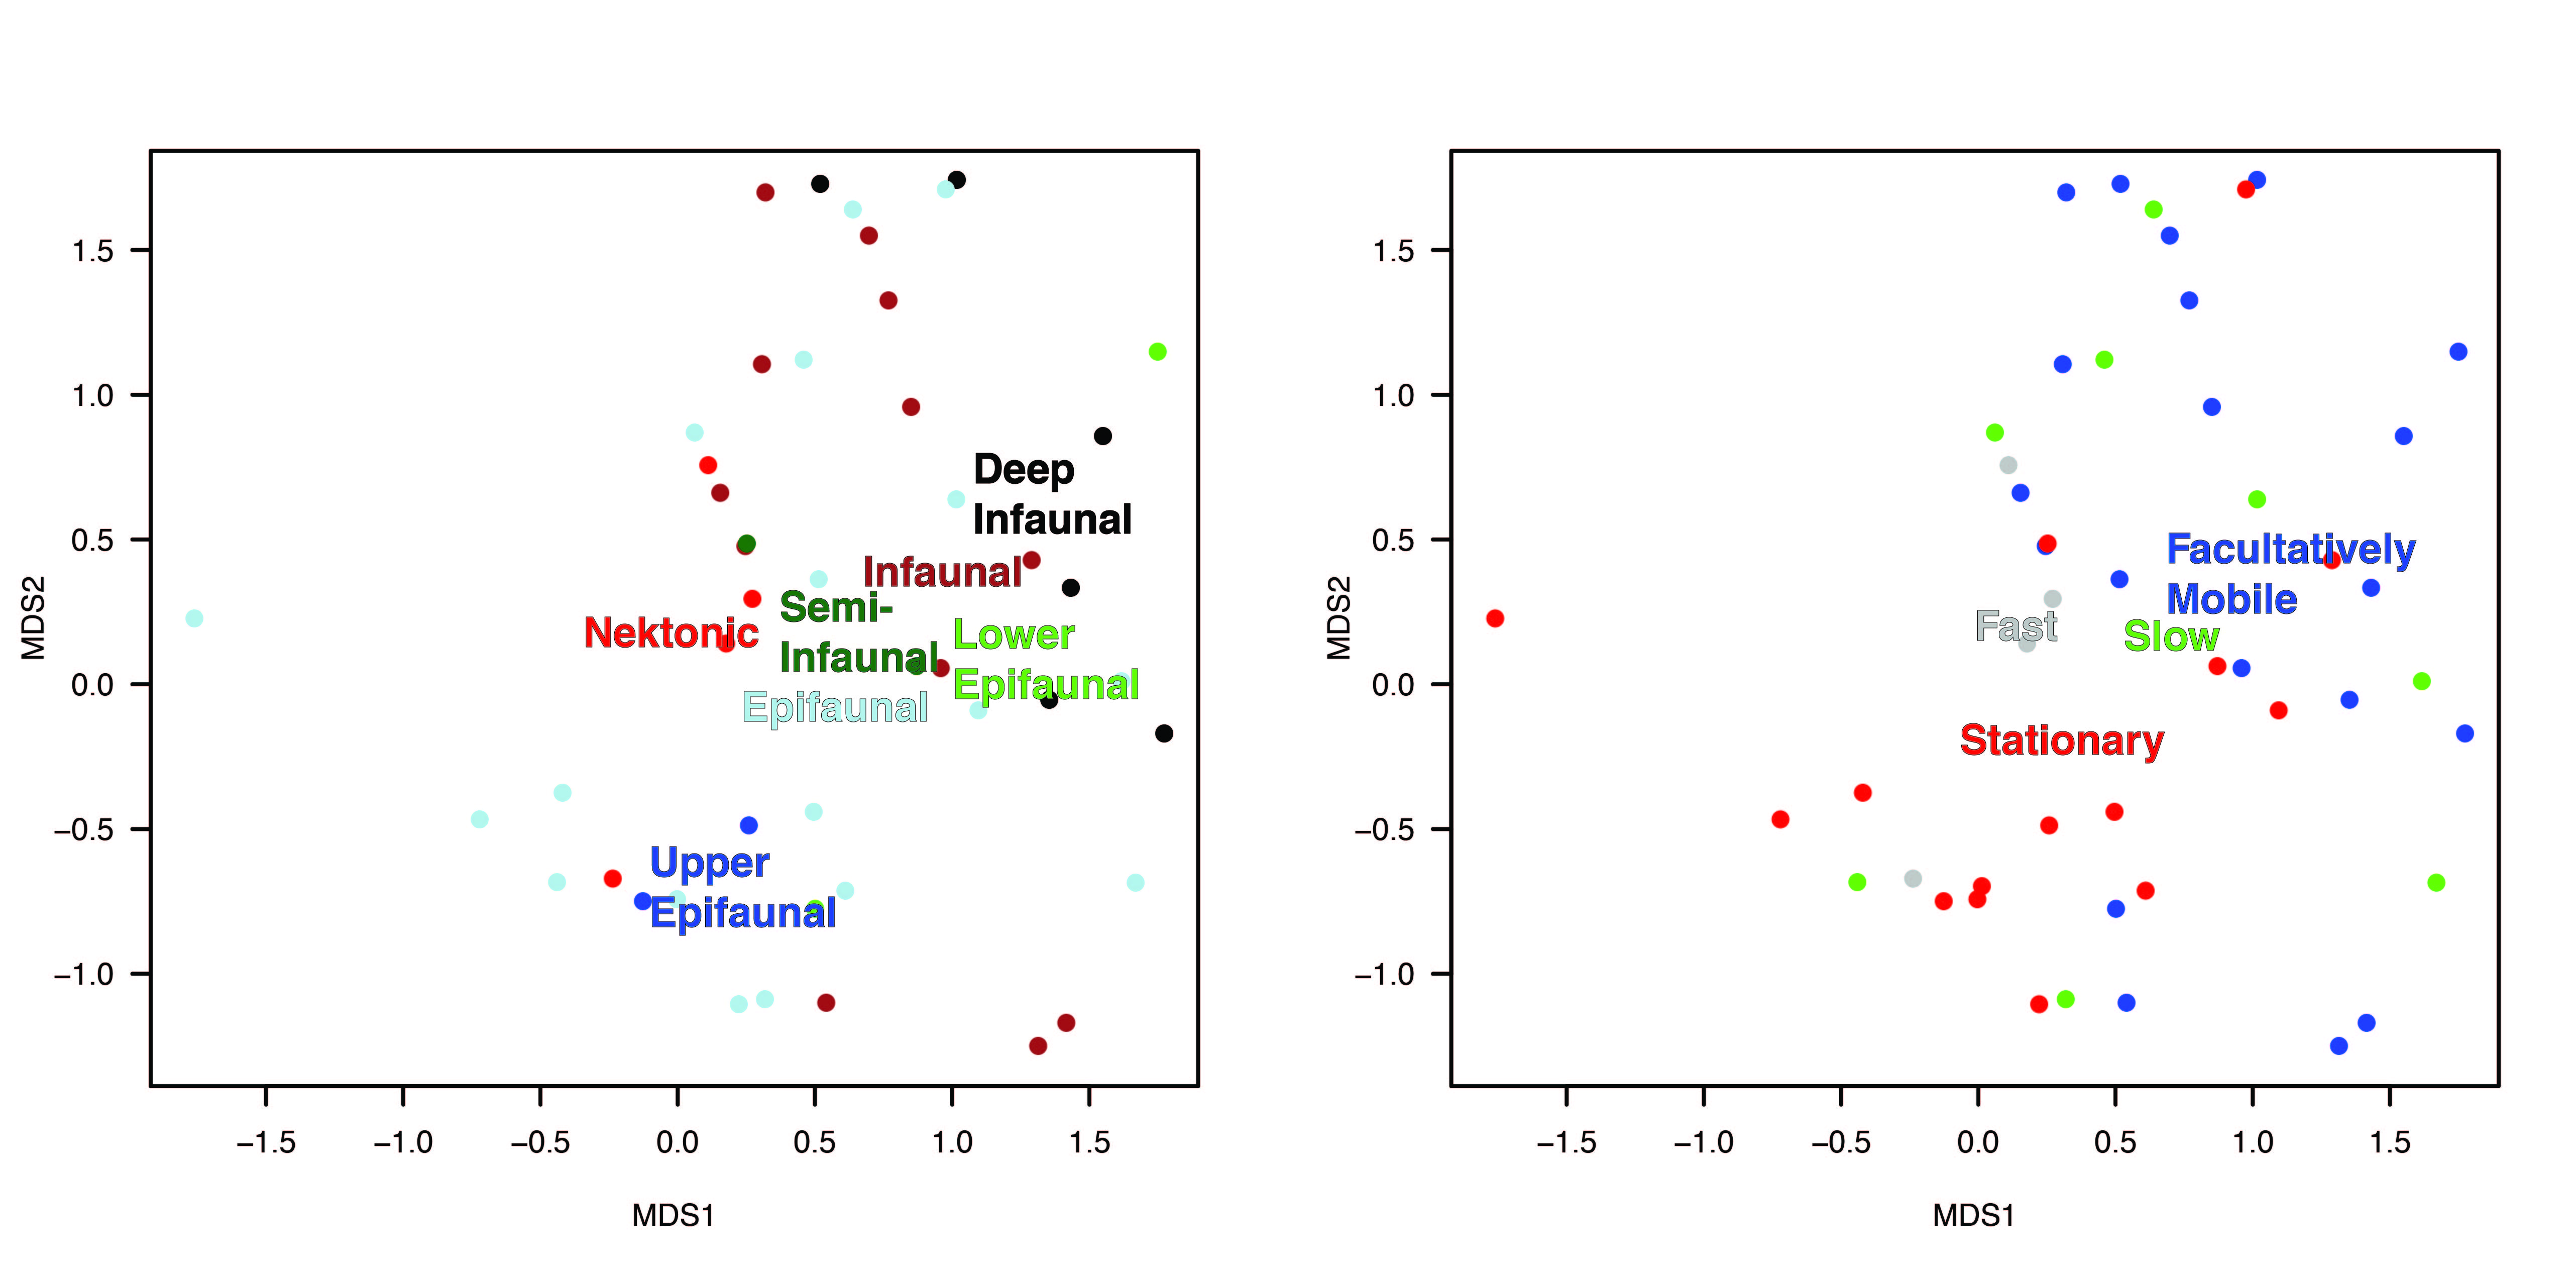 1.5
1.0
0.5
0.0
−0.5
−1.0
MDS2
Deep
Infaunal
Infaunal
Semi-
Infaunal
Nektonic
Lower
Epifaunal
Epifaunal
Upper
Epifaunal
−1.5 −1.0 −0.5 0.0 0.5 1.0 1.5
MDS1
1.5
1.0
0.5
0.0
−0.5
−1.0
MDS2
Facultatively
Mobile
Fast
Slow
Stationary
−1.5 −1.0 −0.5 0.0 0.5 1.0 1.5
MDS1